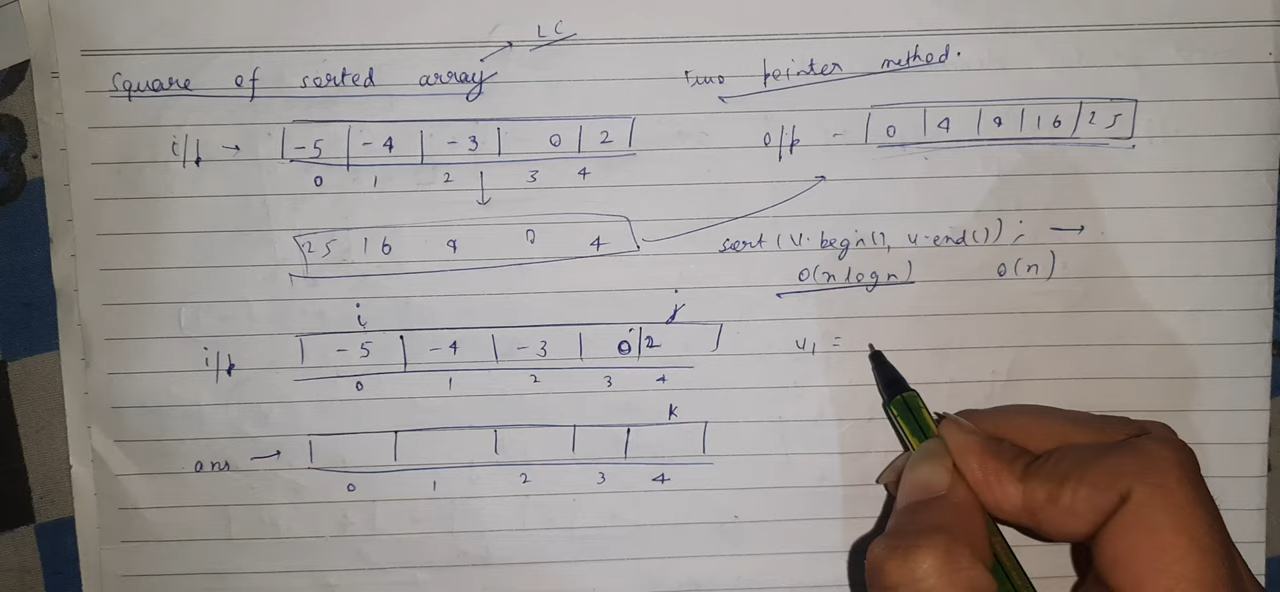 LC
Square of sorted array
Two pointer method.
i/p → -5 -4 -3 0 2
0 1 2 3 4
o/p - 0 4 9 16 25
25 16 9 0 4
sort(v.begin(), v.end()); →
O(nlogn) O(n)
i j
i/p -5 -4 -3 0 2
0 1 2 3 4
v1 =
k
ans →
0 1 2 3 4